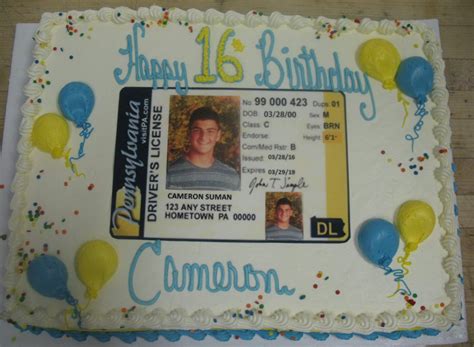 Happy 16 Birthday
Pennsylvania
visitPA.com
DRIVER'S LICENSE
No 99 000 423 Dups: 01
DOB 03/28/00 Sex M
Class C Eyes BRN
Endorse: Height: 6'1"
Com/Med Rstr: B
Issued 03/28/16
Expires 03/29/19
John T. Sample
CAMERON SUMAN
123 ANY STREET
HOMETOWN PA 00000
DL
Cameron